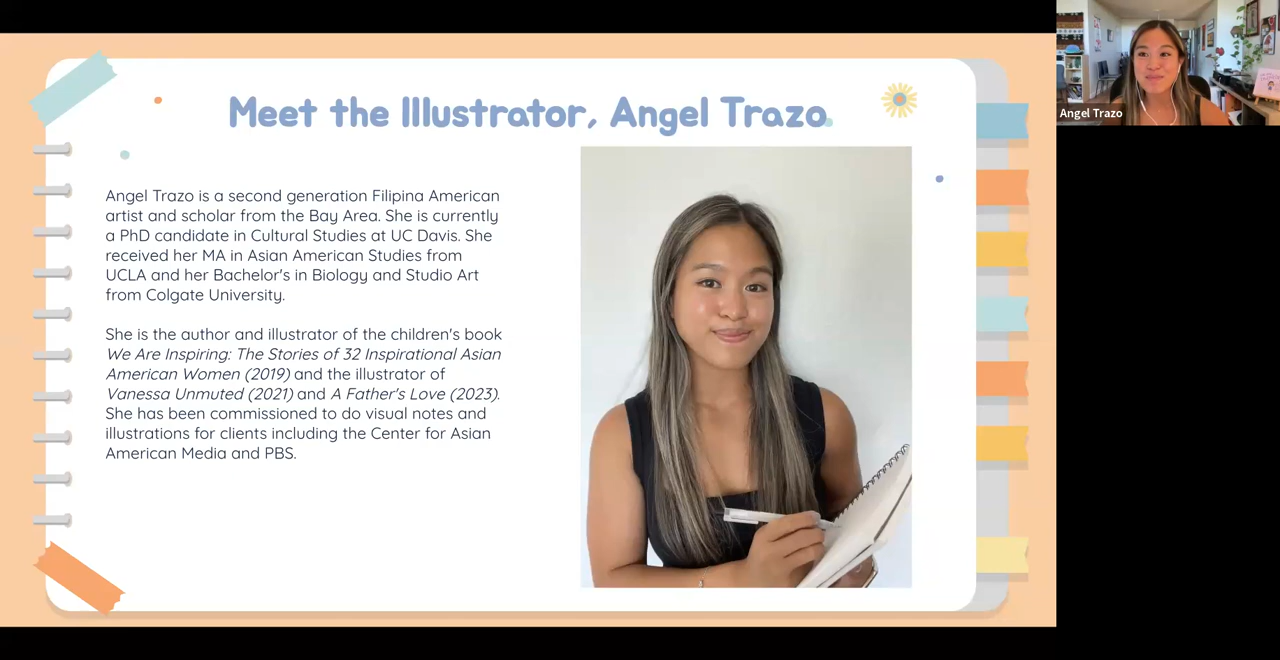 Meet the Illustrator, Angel Trazo
Angel Trazo is a second generation Filipina American
artist and scholar from the Bay Area. She is currently
a PhD candidate in Cultural Studies at UC Davis. She
received her MA in Asian American Studies from
UCLA and her Bachelor's in Biology and Studio Art
from Colgate University.
She is the author and illustrator of the children's book
We Are Inspiring: The Stories of 32 Inspirational Asian
American Women (2019) and the illustrator of
Vanessa Unmuted (2021) and A Father's Love (2023).
She has been commissioned to do visual notes and
illustrations for clients including the Center for Asian
American Media and PBS.
Angel Trazo